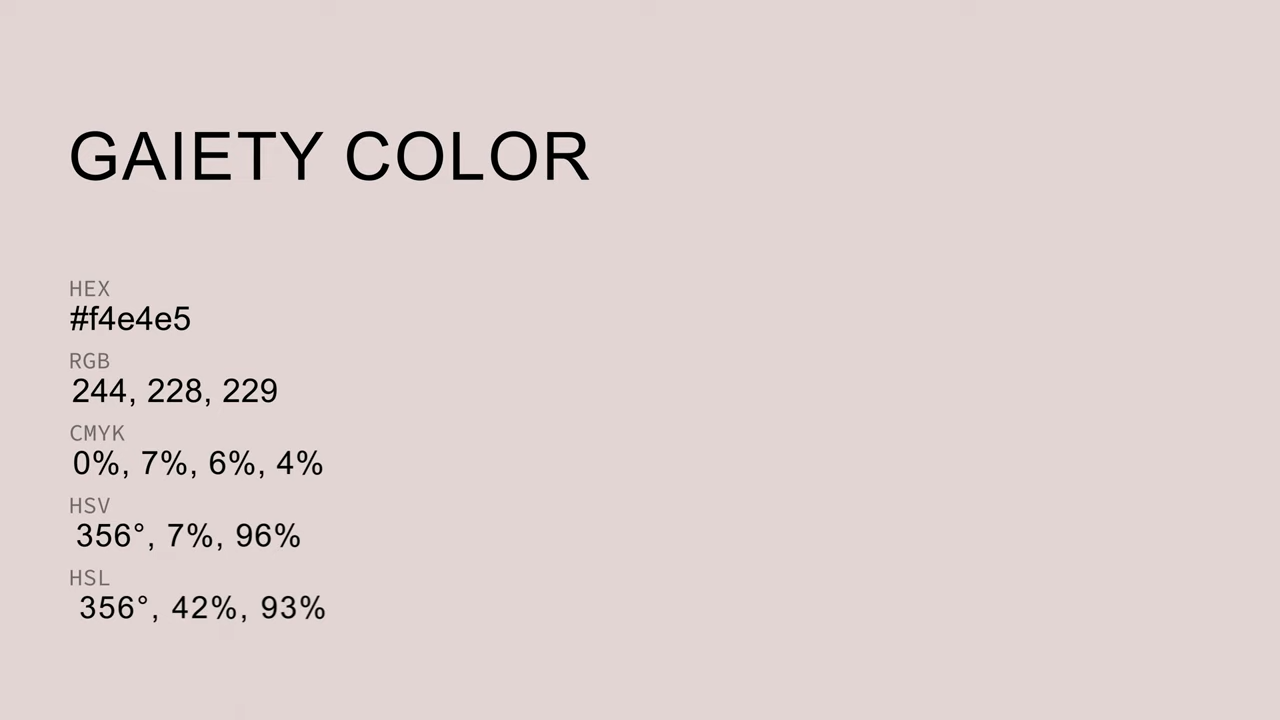 GAIETY COLOR
HEX
#f4e4e5
RGB
244, 228, 229
CMYK
0%, 7%, 6%, 4%
HSV
356°, 7%, 96%
HSL
356°, 42%, 93%